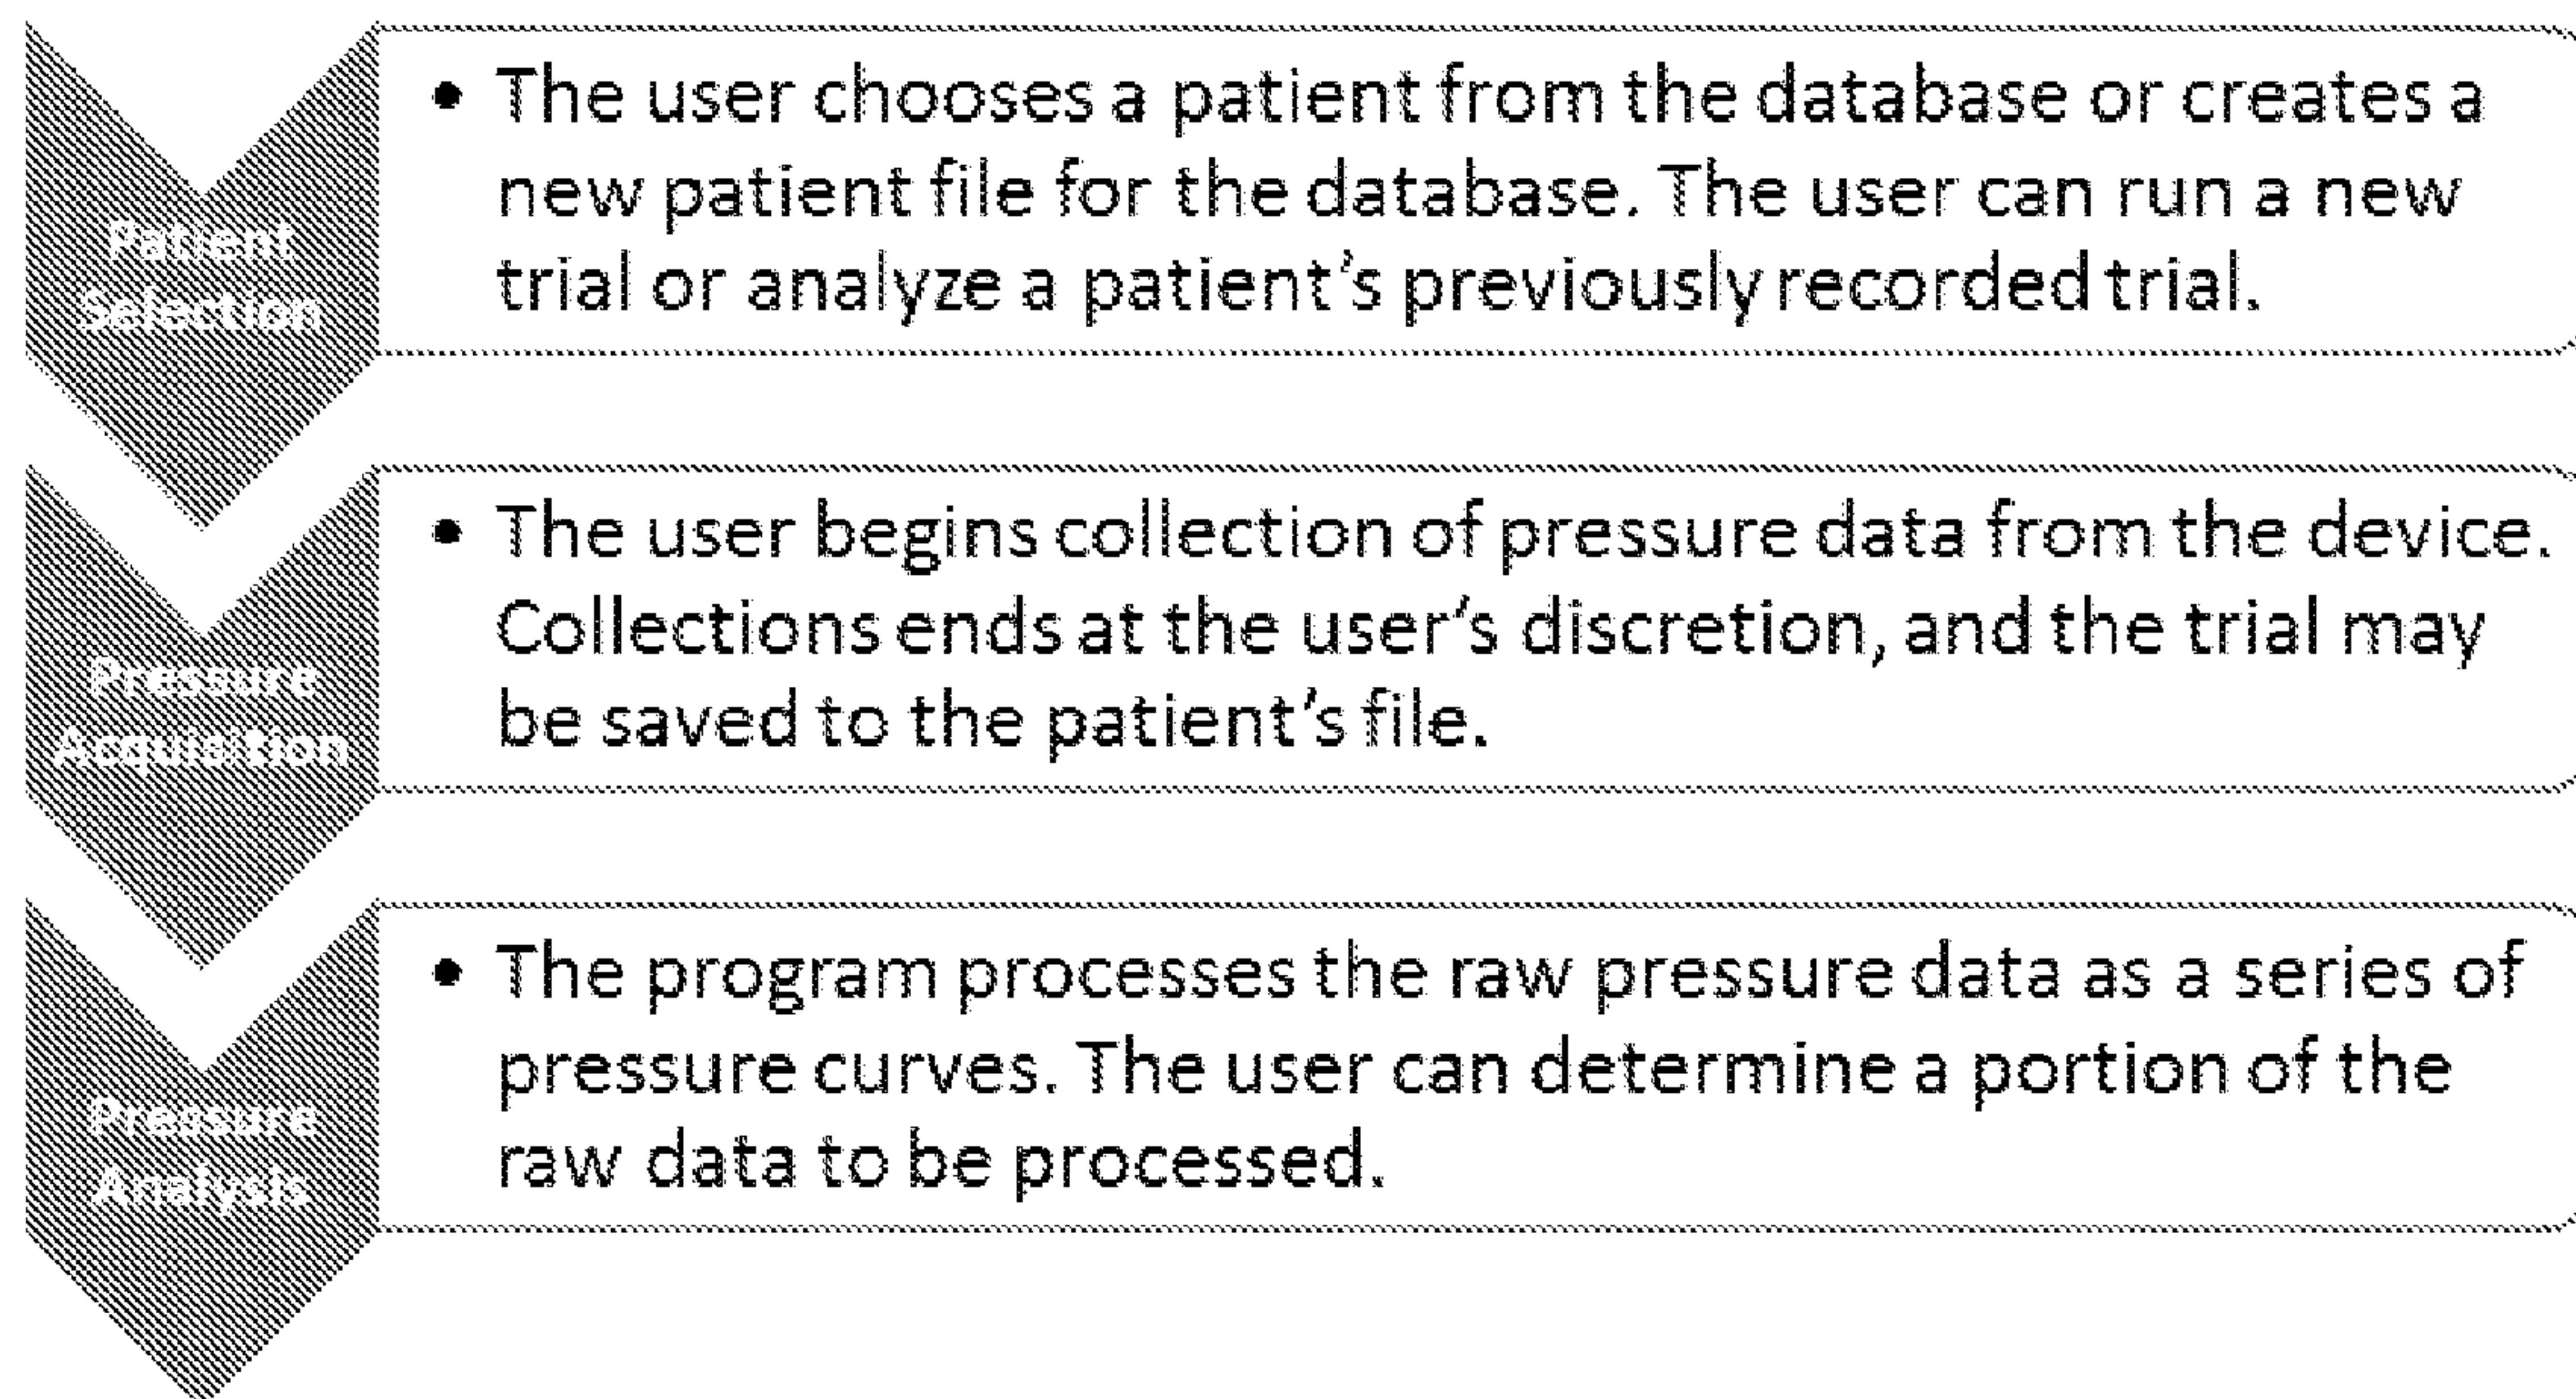 Patient
Selection
• The user chooses a patient from the database or creates a
new patient file for the database. The user can run a new
trial or analyze a patient's previously recorded trial.
Pressure
Acquisition
• The user begins collection of pressure data from the device.
Collections ends at the user's discretion, and the trial may
be saved to the patient's file.
Pressure
Analysis
• The program processes the raw pressure data as a series of
pressure curves. The user can determine a portion of the
raw data to be processed.